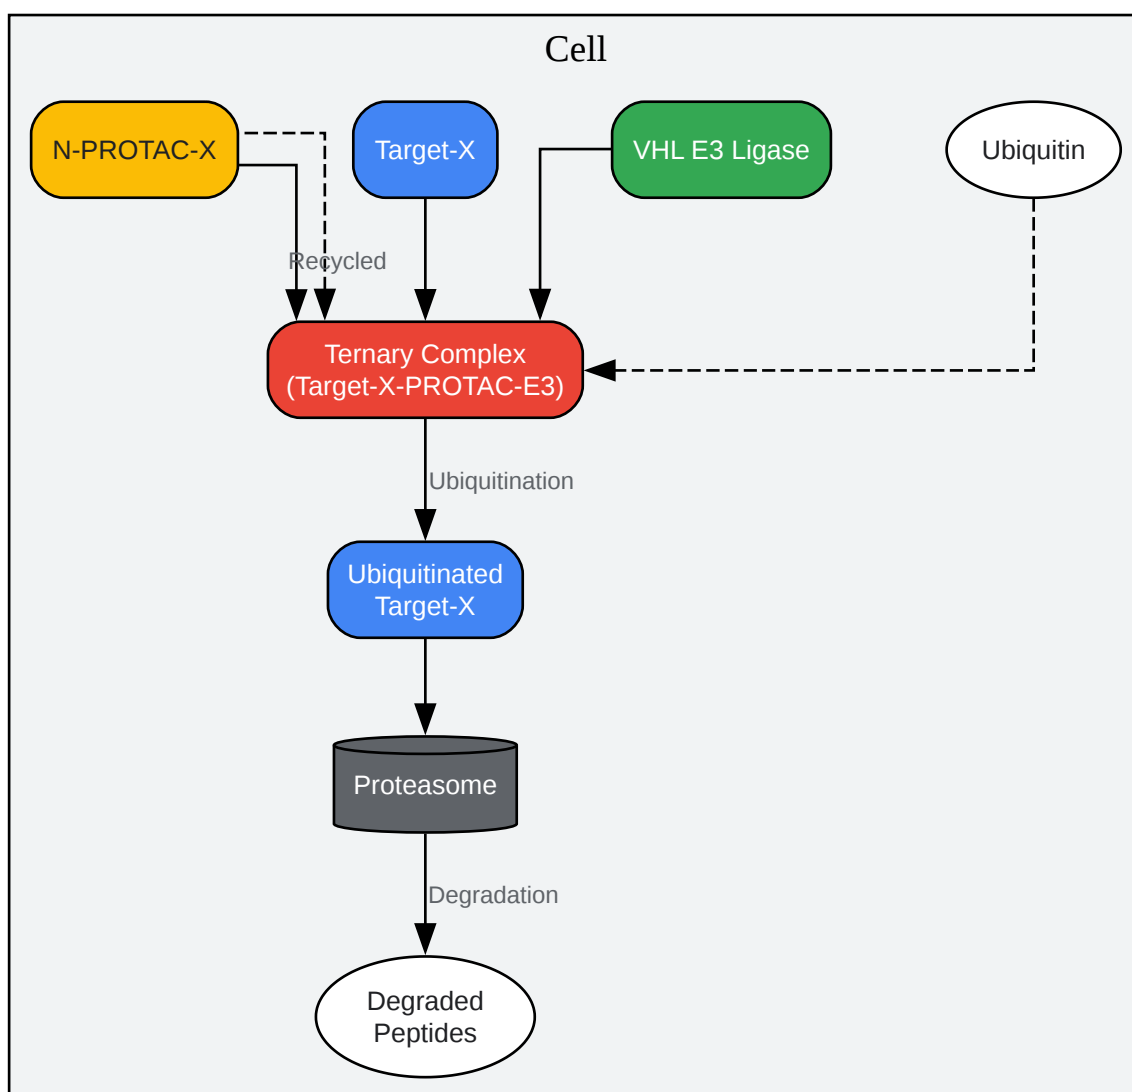 Cell
N-PROTAC-X
Target-X
VHL E3 Ligase
Ubiquitin
Recycled
Ternary Complex
(Target-X-PROTAC-E3)
Ubiquitination
Ubiquitinated
Target-X
Proteasome
Degradation
Degraded
Peptides